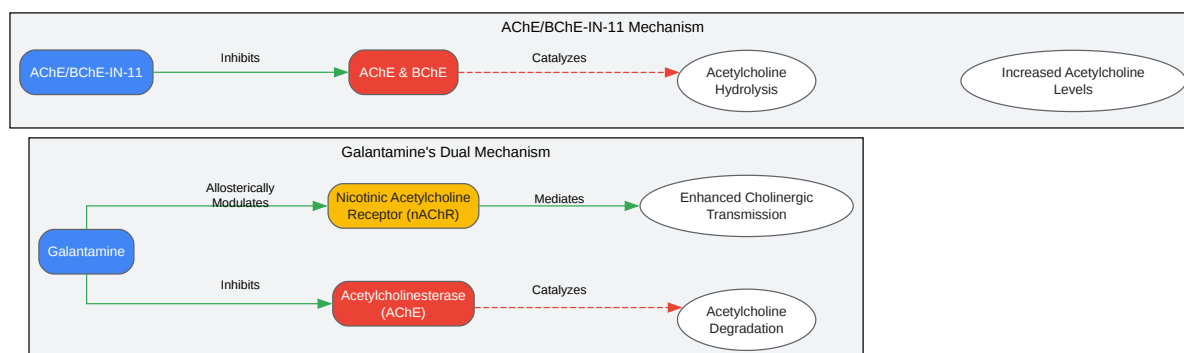 AChE/BChE-IN-11 Mechanism
AChE/BChE-IN-11
Inhibits
AChE & BChE
Catalyzes
Acetylcholine
Hydrolysis
Increased Acetylcholine
Levels
Galantamine's Dual Mechanism
Galantamine
Allosterically
Modulates
Nicotinic Acetylcholine
Receptor (nAChR)
Mediates
Enhanced Cholinergic
Transmission
Inhibits
Acetylcholinesterase
(AChE)
Catalyzes
Acetylcholine
Degradation